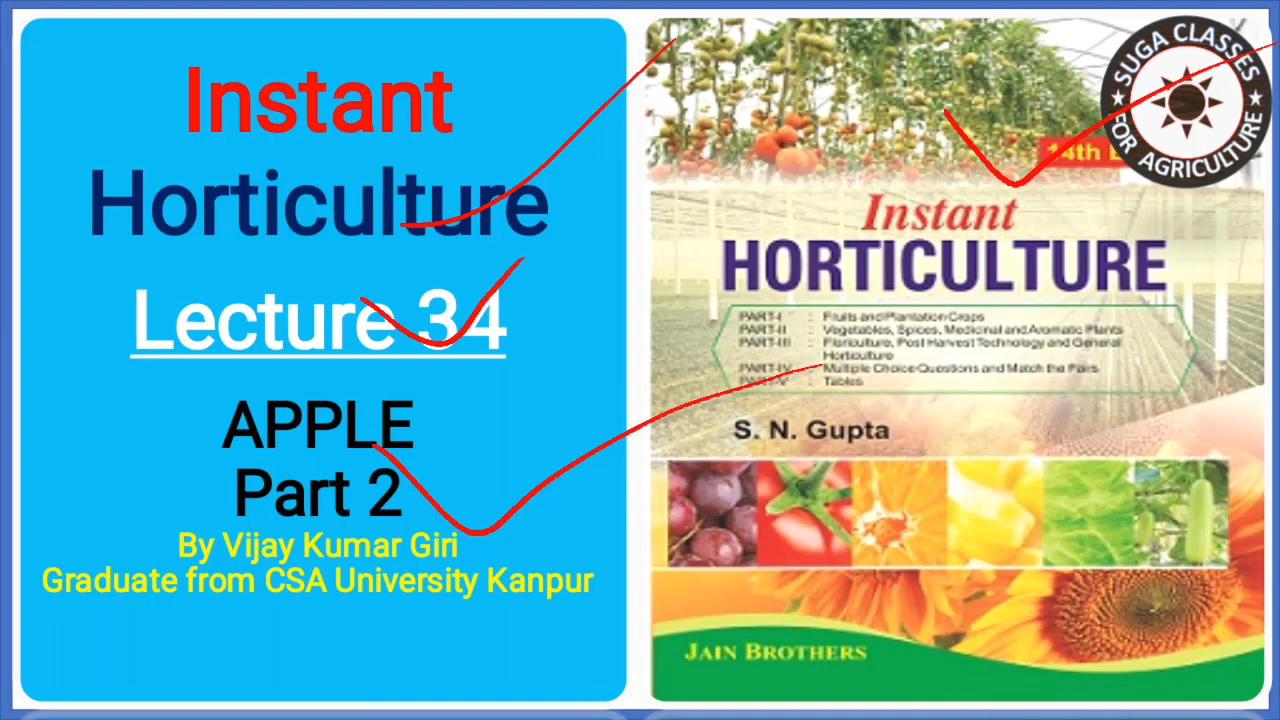 Instant
Horticulture
Lecture 34
APPLE
Part 2
By Vijay Kumar Giri
Graduate from CSA University Kanpur
SUGA CLASSES
FOR AGRICULTURE
14th
Instant
HORTICULTURE
PART-I : Fruits and Plantation Crops
PART-II : Vegetables, Spices, Medicinal and Aromatic Plants
PART-III : Floriculture, Post Harvest Technology and General
Horticulture
PART-IV : Multiple Choice Questions and Match the Pairs
PART-V : Tables
S. N. Gupta
JAIN BROTHERS